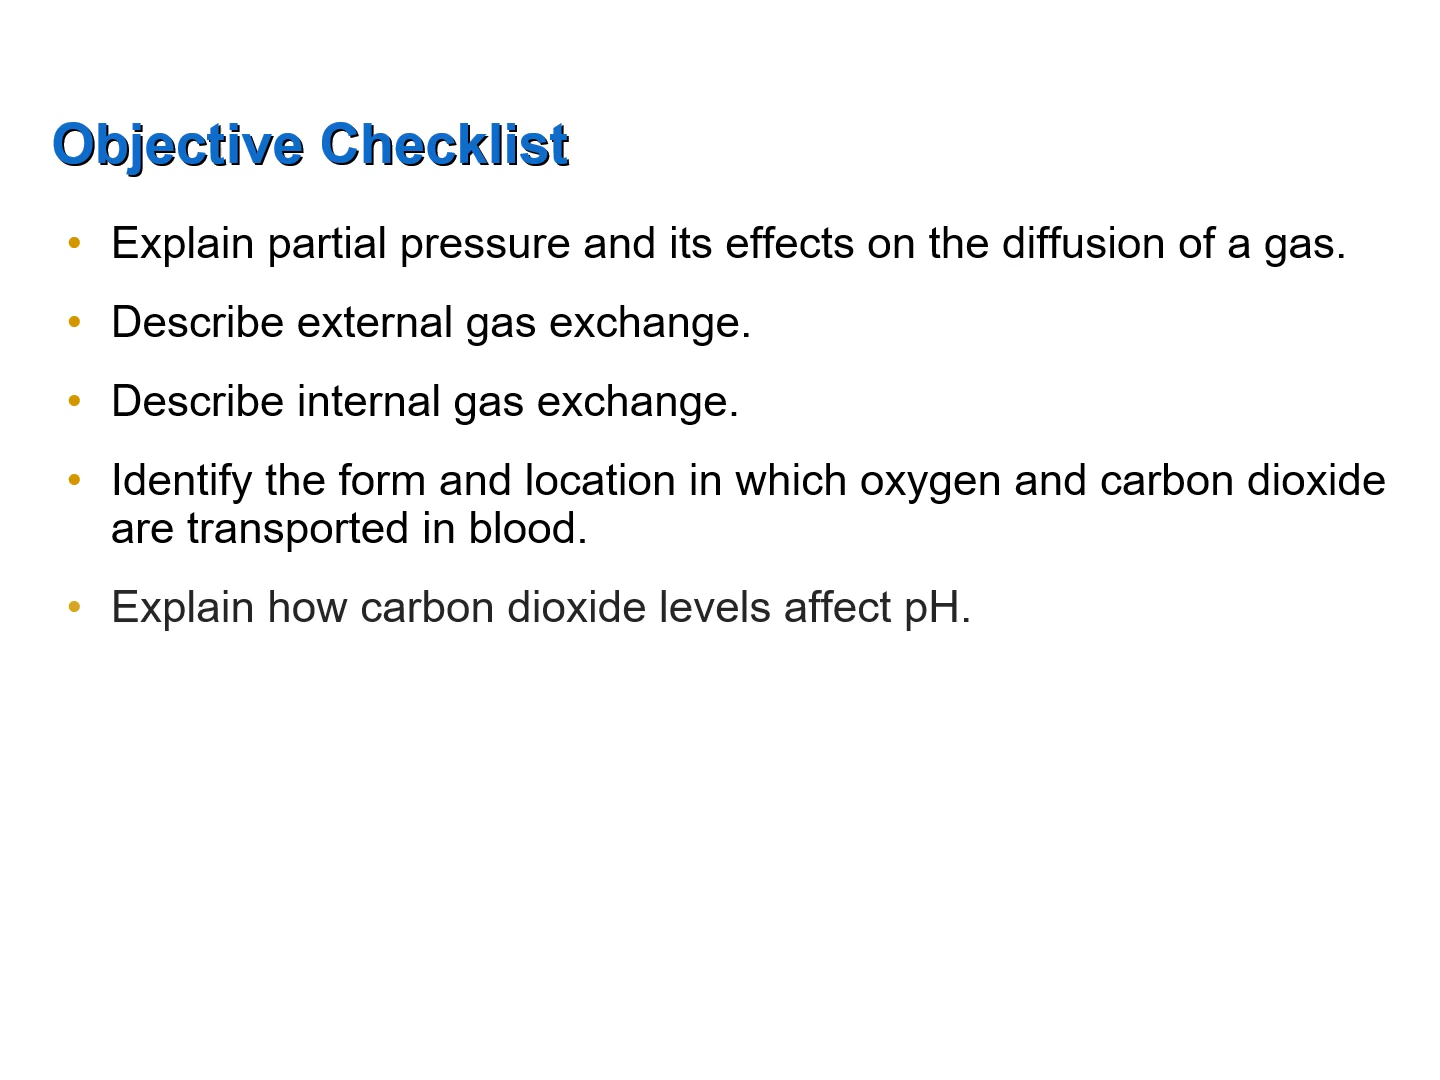 Objective Checklist
• Explain partial pressure and its effects on the diffusion of a gas.
• Describe external gas exchange.
• Describe internal gas exchange.
• Identify the form and location in which oxygen and carbon dioxide
are transported in blood.
• Explain how carbon dioxide levels affect pH.